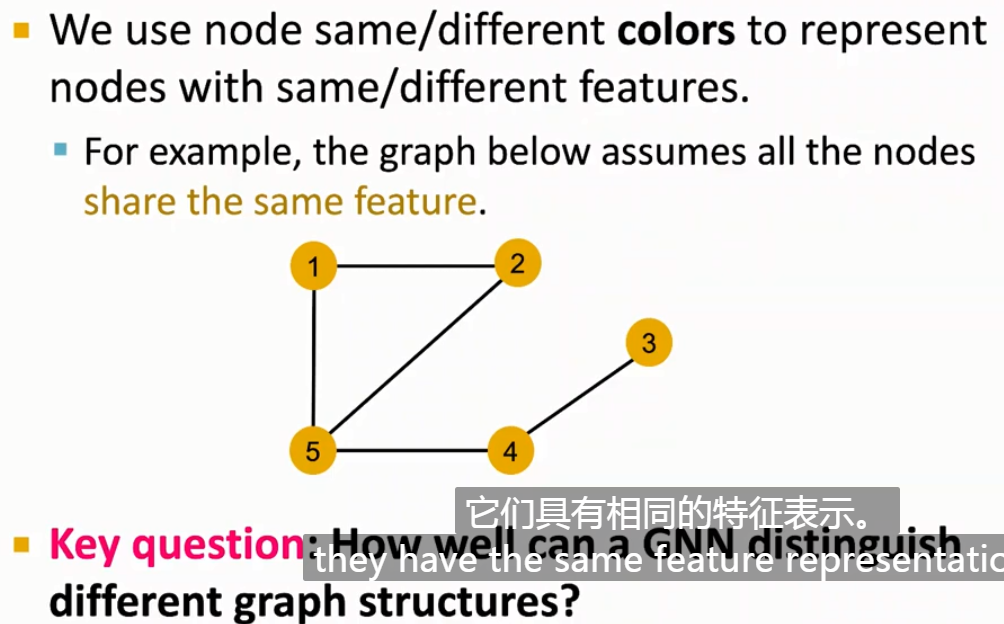 We use node same/different colors to represent
nodes with same/different features.
For example, the graph below assumes all the nodes
share the same feature.
1
2
3
5
4
它们具有相同的特征表示。
Key question: How well can a GNN distinguish
they have the same feature representatio
different graph structures?